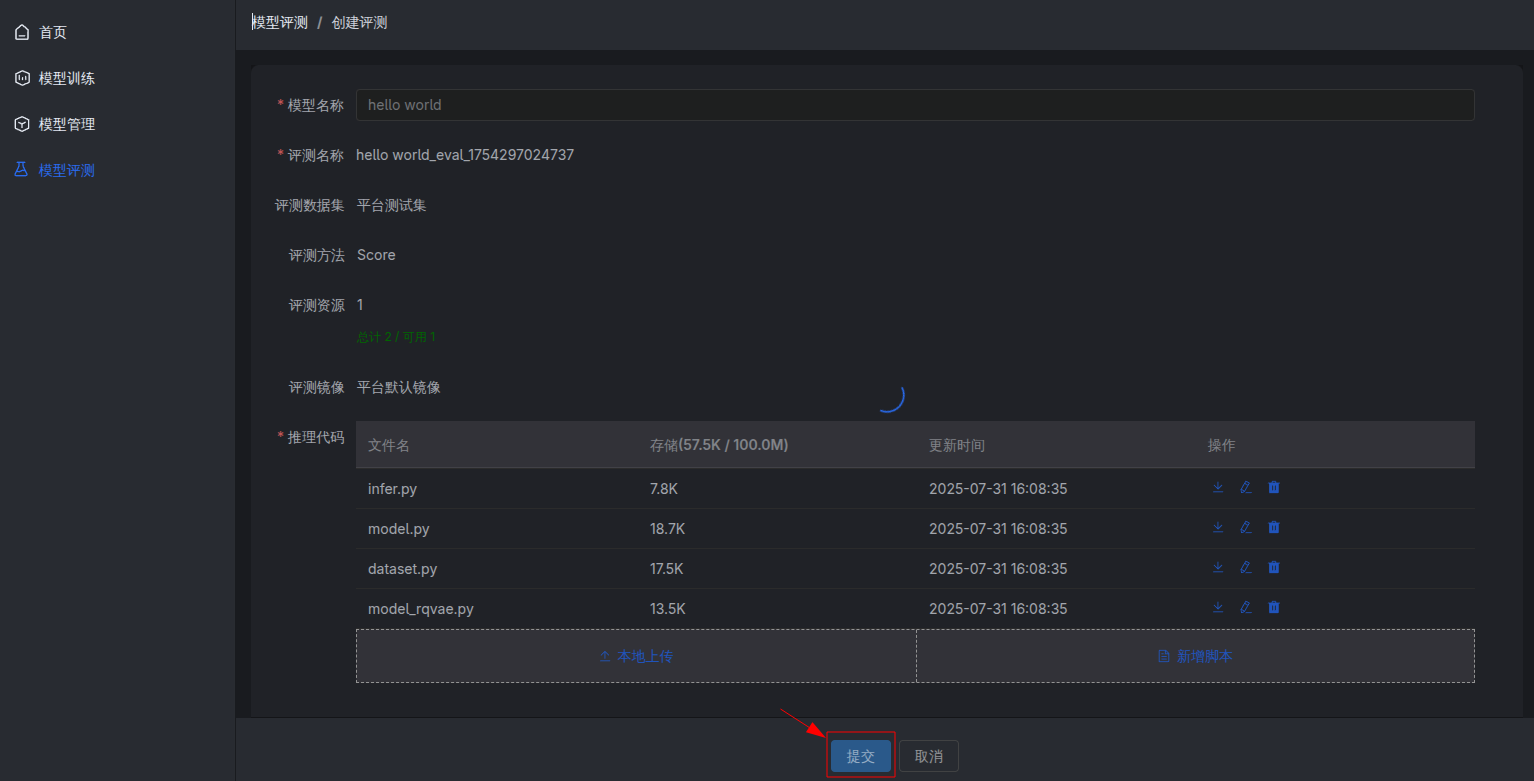 首页
模型训练
模型管理
模型评测
模型评测 / 创建评测
* 模型名称 hello world
* 评测名称 hello world_eval_1754297024737
评测数据集 平台测试集
评测方法 Score
评测资源 1
总计 2 / 可用 1
评测镜像 平台默认镜像
* 推理代码
文件名 存储(57.5K / 100.0M) 更新时间 操作
infer.py 7.8K 2025-07-31 16:08:35
model.py 18.7K 2025-07-31 16:08:35
dataset.py 17.5K 2025-07-31 16:08:35
model_rqvae.py 13.5K 2025-07-31 16:08:35
本地上传 新增脚本
提交 取消